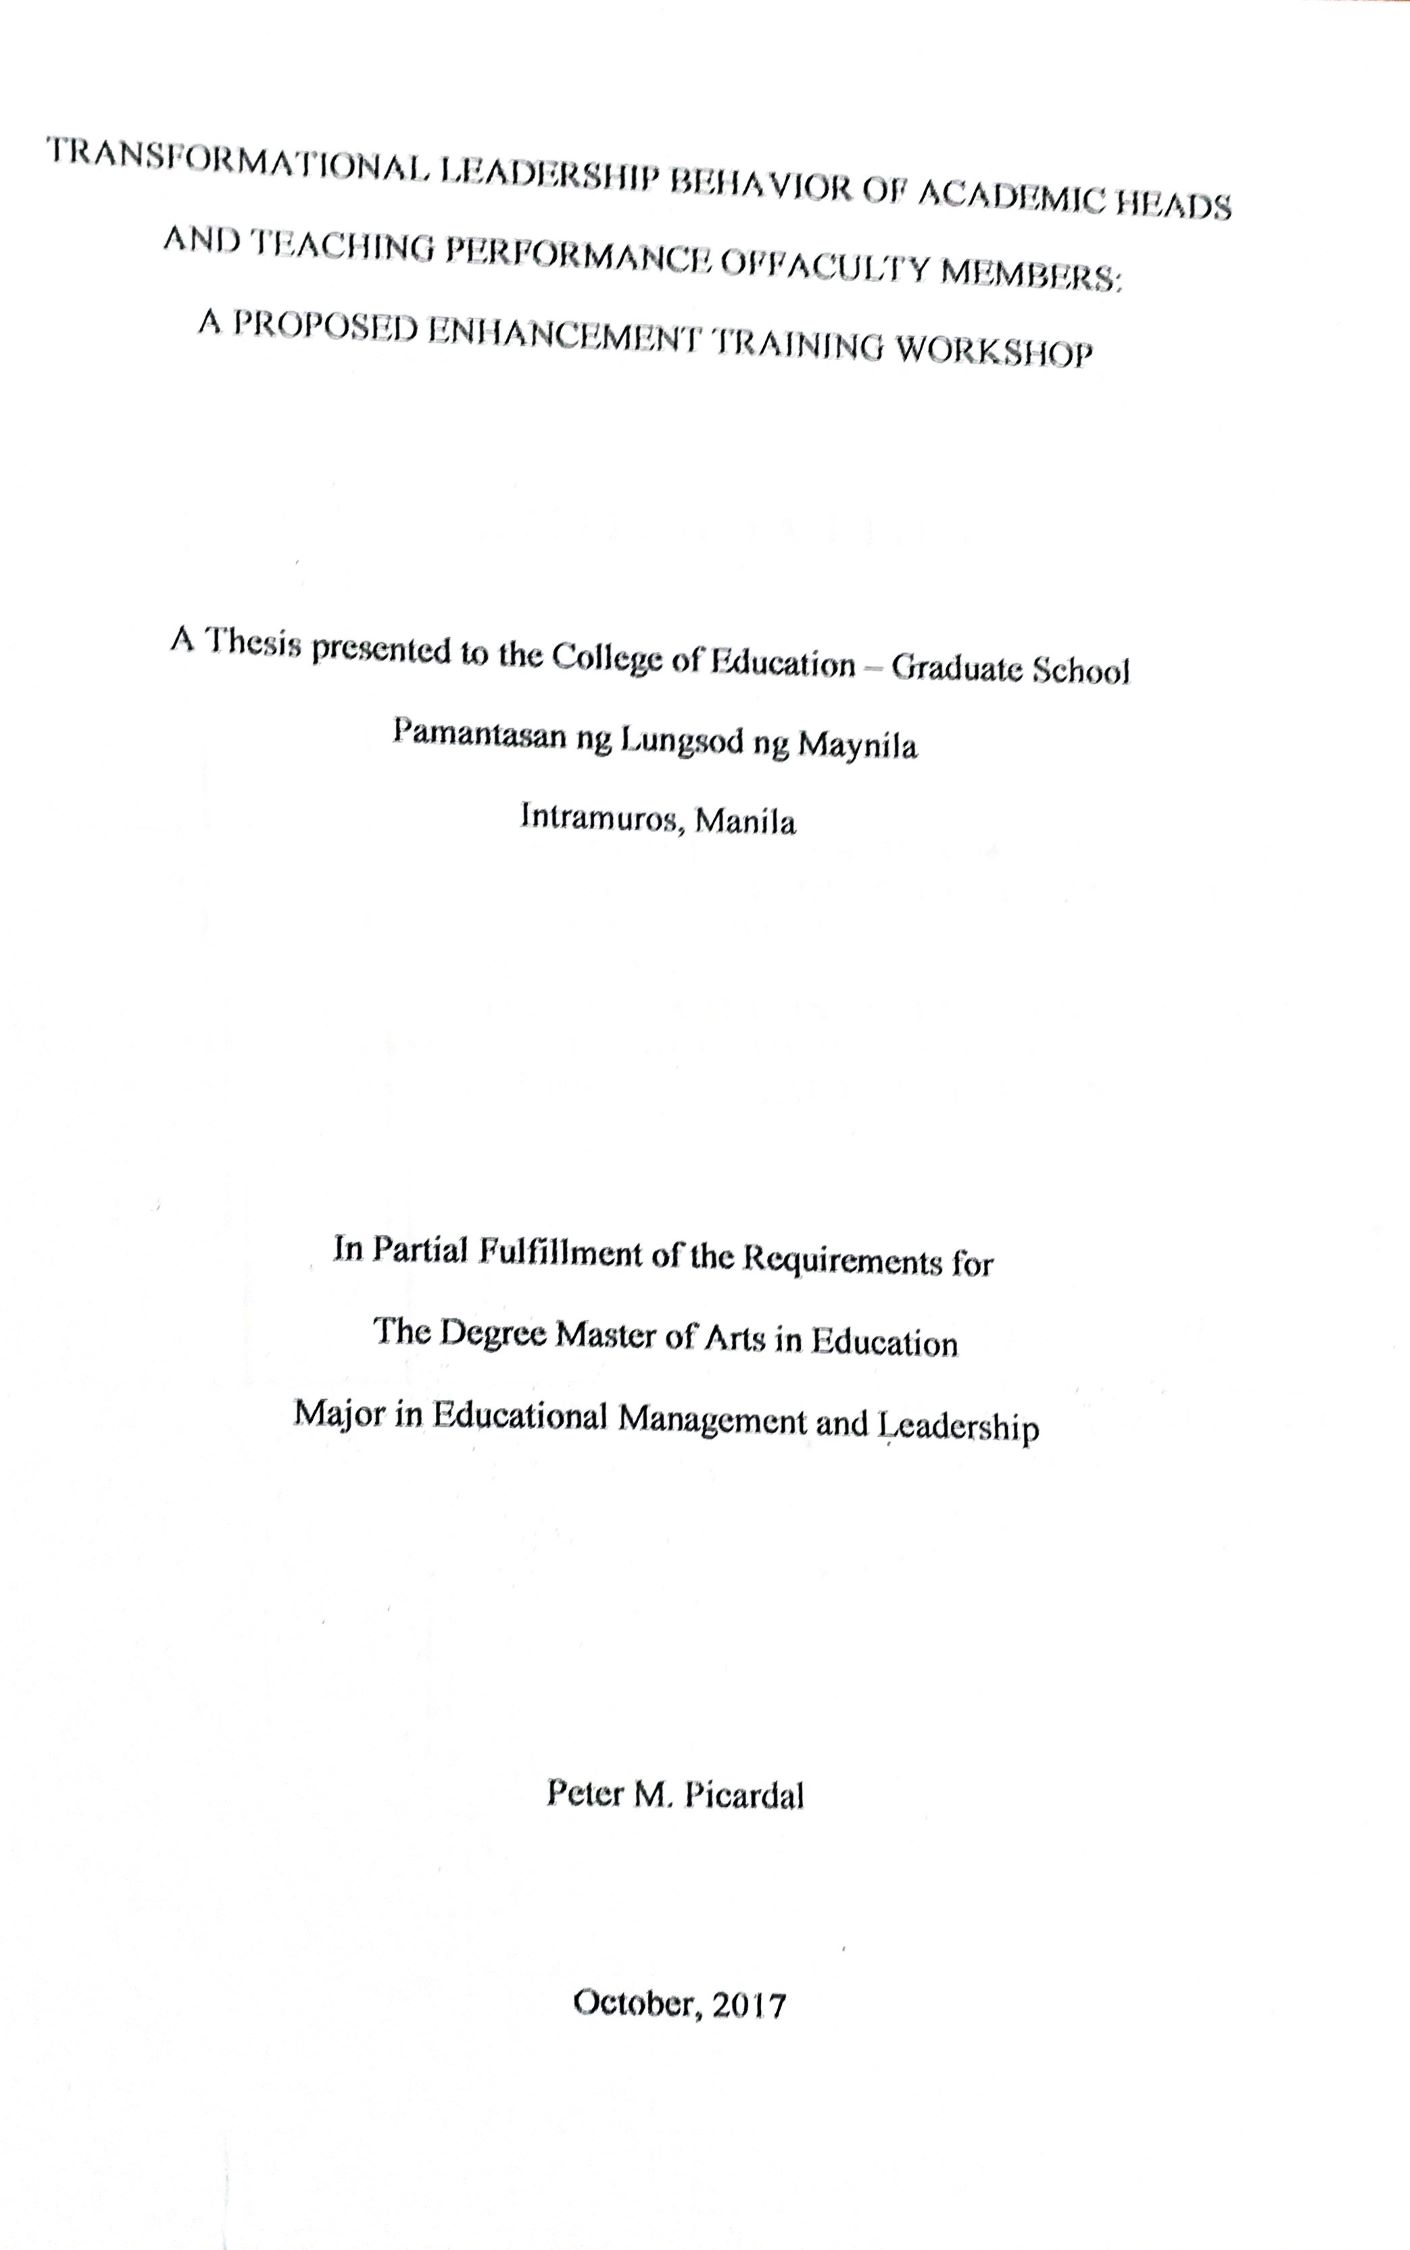 TRANSFORMATIONAL LEADERSHIP BEHAVIOR OF ACADEMIC HEADS
AND TEACHING PERFORMANCE OFFACULTY MEMBERS:
A PROPOSED ENHANCEMENT TRAINING WORKSHOP
A Thesis presented to the College of Education – Graduate School
Pamantasan ng Lungsod ng Maynila
Intramuros, Manila
In Partial Fulfillment of the Requirements for
The Degree Master of Arts in Education
Major in Educational Management and Leadership
Peter M. Picardal
October, 2017